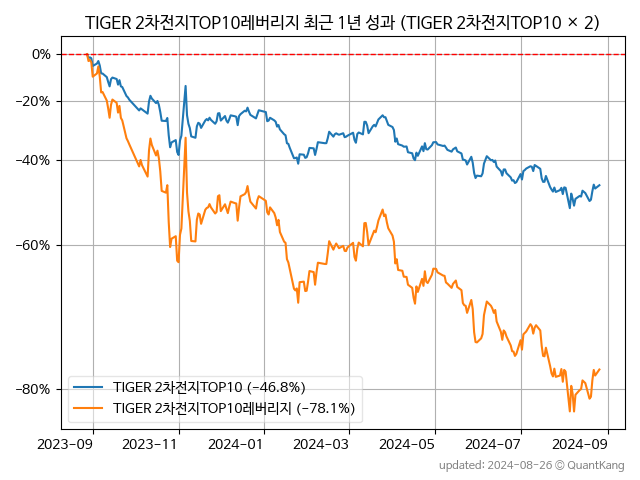 TIGER 2차전지TOP10레버리지 최근 1년 성과 (TIGER 2차전지TOP10 × 2)
0%
−20%
−40%
−60%
−80%
TIGER 2차전지TOP10 (−46.8%)
TIGER 2차전지TOP10레버리지 (−78.1%)
2023-09 2023-11 2024-01 2024-03 2024-05 2024-07 2024-09
updated: 2024-08-26 © QuantKang